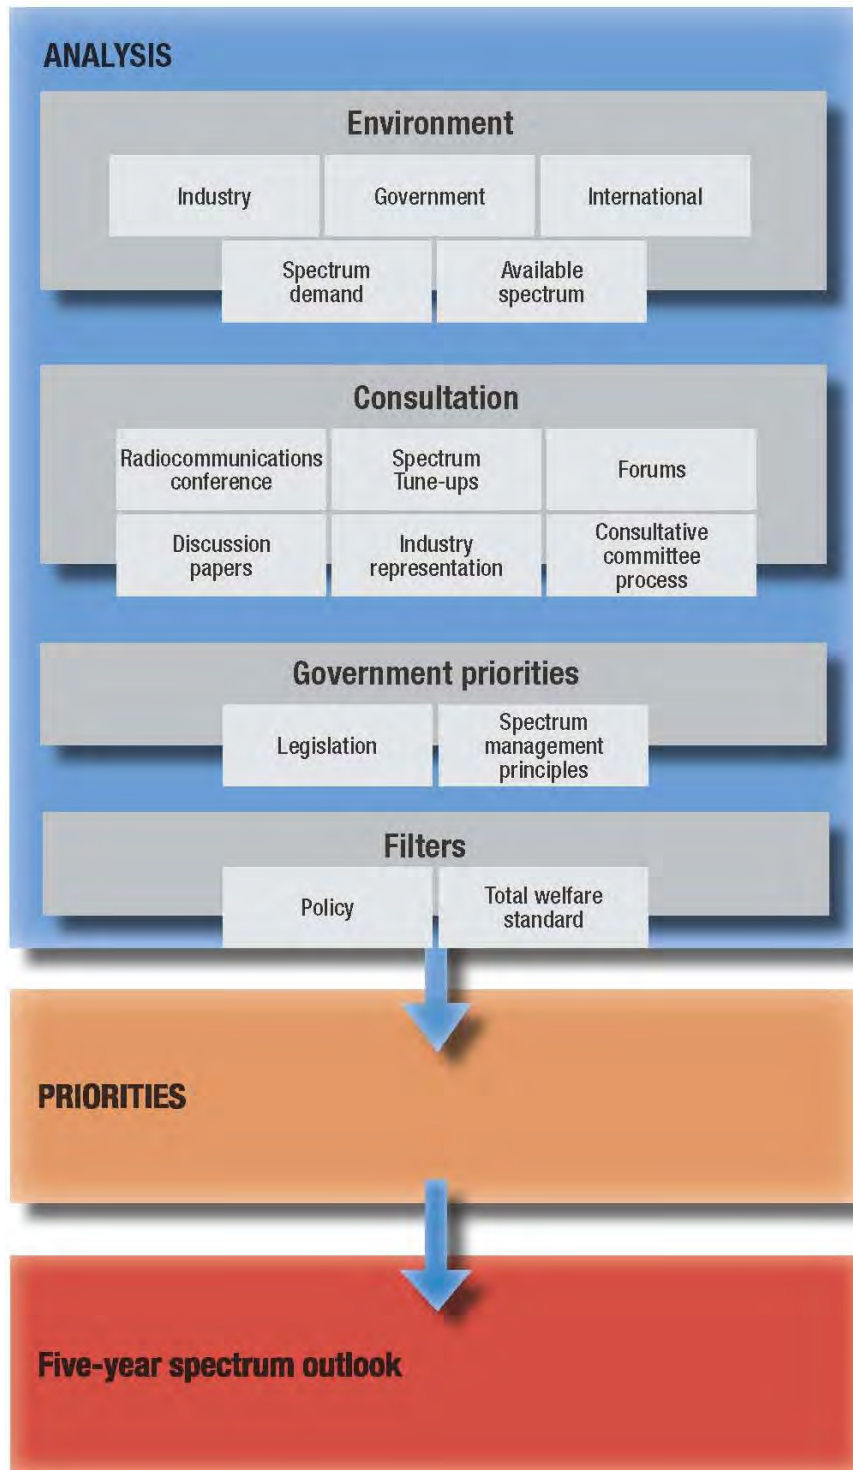 ANALYSIS
Environment
Industry
Government
International
Spectrum
demand
Available
spectrum
Consultation
Radiocommunications
conference
Spectrum
Tune-ups
Forums
Discussion
papers
Industry
representation
Consultative
committee
process
Government priorities
Legislation
Spectrum
management
principles
Filters
Policy
Total welfare
standard
PRIORITIES
Five-year spectrum outlook